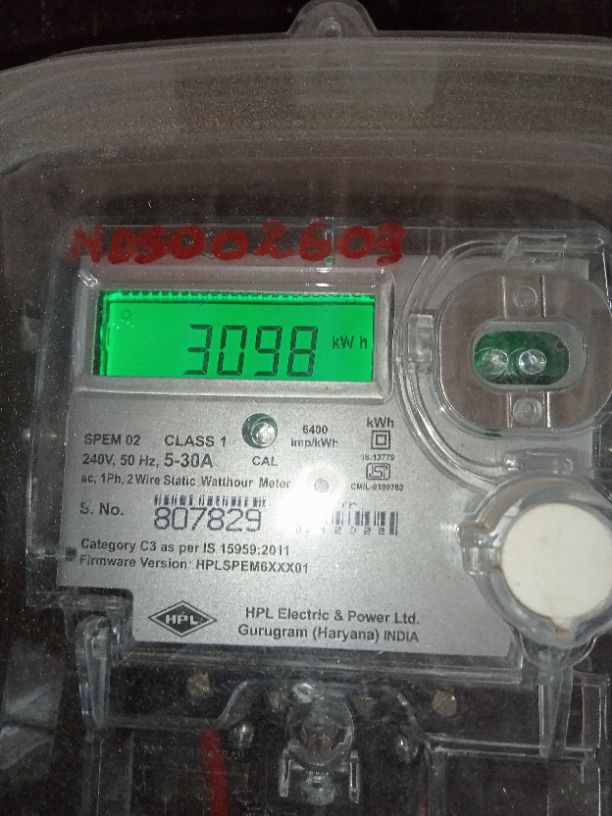 NDS002603
3098 kWh
SPEM 02 CLASS 1 6400 imp/kWh kWh
240V, 50 Hz, 5-30A CAL IS.13779
ac, 1Ph, 2 Wire Static Watthour Meter
S. No. 807829
Category C3 as per IS 15959:2011
Firmware Version: HPLSPEM6XXX01
HPL
HPL Electric & Power Ltd.
Gurugram (Haryana) INDIA